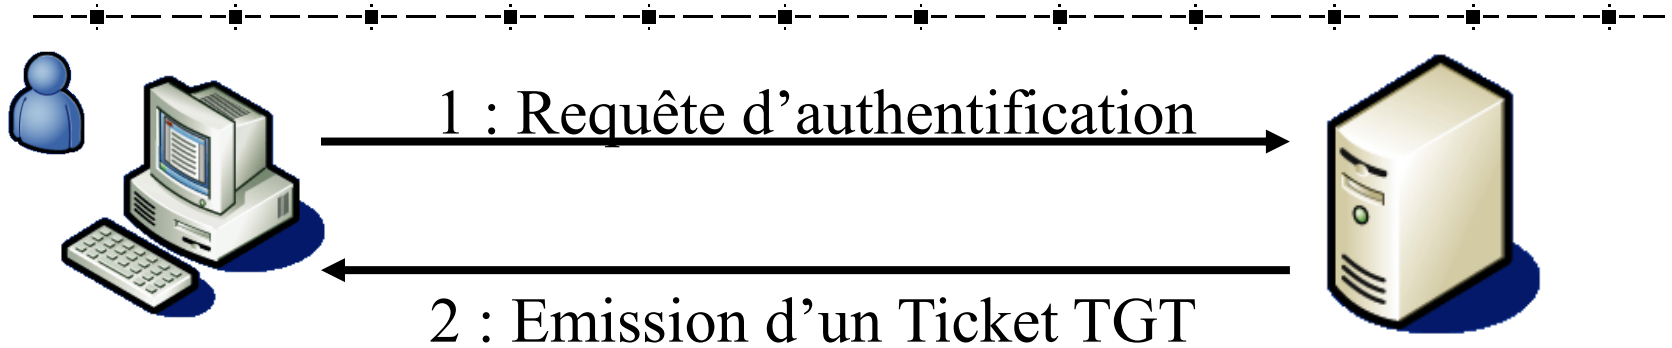 1 : Requête d’authentification
2 : Emission d’un Ticket TGT